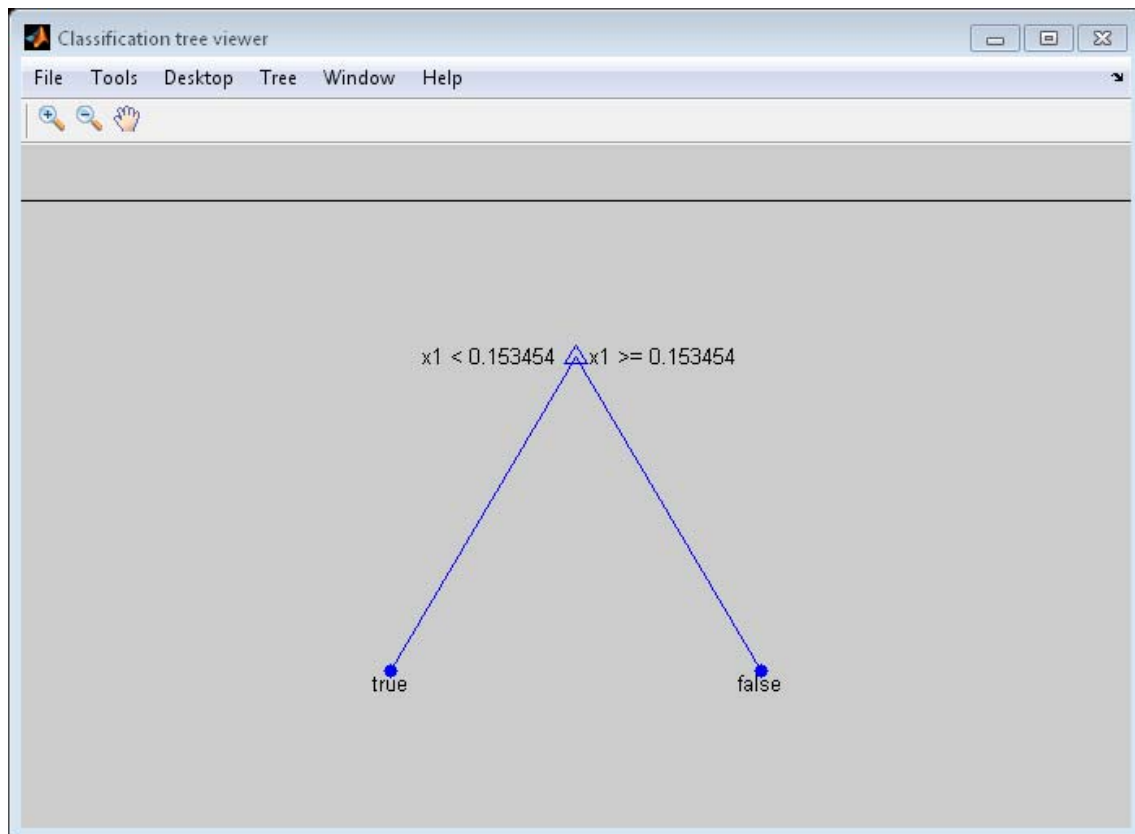 Classification tree viewer
File Tools Desktop Tree Window Help
x1 < 0.153454 x1 >= 0.153454
true false